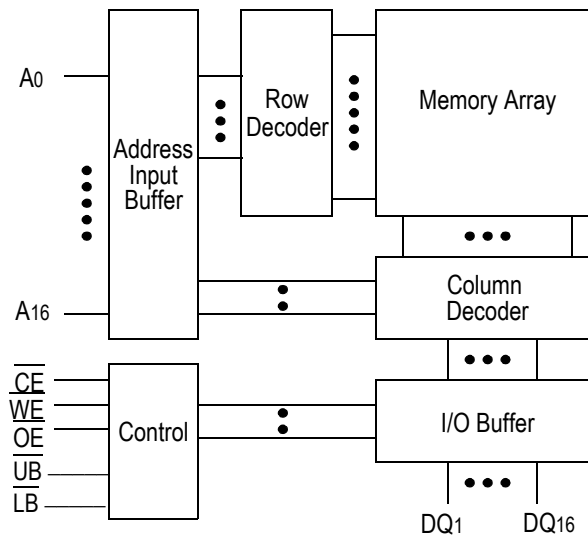 A0
Address
Input
Buffer
A16
Row
Decoder
Memory Array
Column
Decoder
CE
WE
OE
UB
LB
Control
I/O Buffer
DQ1
DQ16